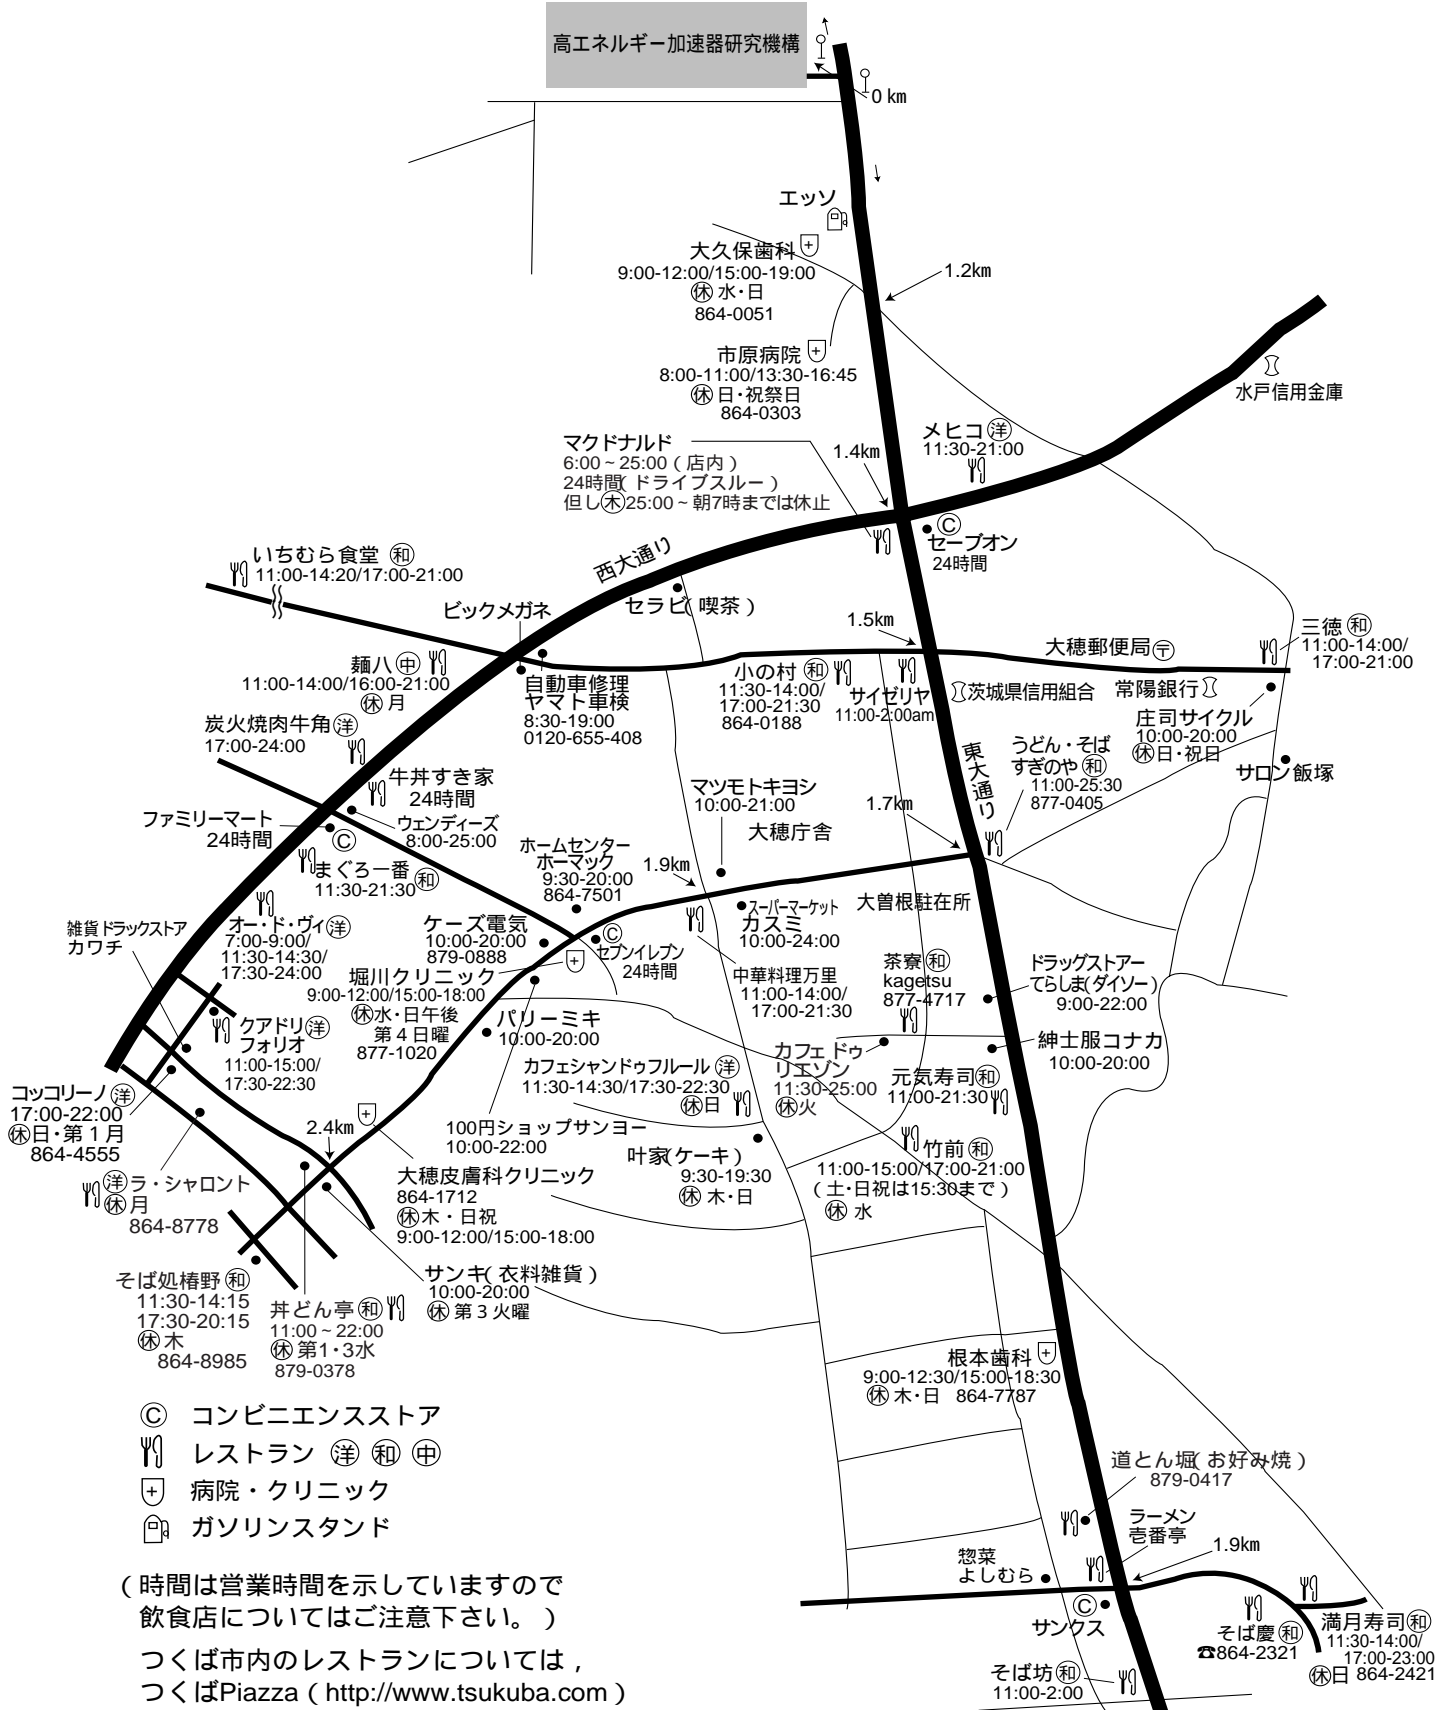 高エネルギー加速器研究機構
0 km
エッソ
大久保歯科
9:00-12:00/15:00-19:00
休 水・日
864-0051
1.2km
市原病院
8:00-11:00/13:30-16:45
休 日・祝祭日
864-0303
水戸信用金庫
マクドナルド
6:00 ~ 25:00 ( 店内 )
24時間( ドライブスルー )
但し木25:00 ~ 朝7時までは休止
1.4km
メヒコ 洋
11:30-21:00
C
セーブオン
24時間
いちむら食堂 和
11:00-14:20/17:00-21:00
西大通り
セラビ( 喫茶 )
ビックメガネ
1.5km
大穂郵便局 〒
三徳 和
11:00-14:00/
17:00-21:00
麺八 中
11:00-14:00/16:00-21:00
休 月
自動車修理
ヤマト車検
8:30-19:00
0120-655-408
小の村 和
11:30-14:00/
17:00-21:30
864-0188
サイゼリヤ
11:00-2:00am
茨城県信用組合
常陽銀行
庄司サイクル
10:00-20:00
休 日・祝日
サロン飯塚
炭火焼肉牛角 洋
17:00-24:00
牛丼すき家
24時間
ファミリーマート
24時間
C
ウェンディーズ
8:00-25:00
まぐろ一番 和
11:30-21:30
マツモトキヨシ
10:00-21:00
大穂庁舎
1.7km
東大通り
うどん・そば
すぎのや 和
11:00-25:30
877-0405
ホームセンター
ホーマック
9:30-20:00
864-7501
1.9km
雑貨 ドラックストア
カワチ
オー・ド・ヴィ 洋
7:00-9:00/
11:30-14:30/
17:30-24:00
ケーズ電気
10:00-20:00
879-0888
C
セブンイレブン
24時間
スーパーマーケット
カスミ
10:00-24:00
大曽根駐在所
堀川クリニック
9:00-12:00/15:00-18:00
休 水・日午後
第４日曜
877-1020
中華料理万里
11:00-14:00/
17:00-21:30
茶寮 和
kagetsu
877-4717
ドラッグストアー
てらしま(ダイソー)
9:00-22:00
クアドリ 洋
フォリオ
11:00-15:00/
17:30-22:30
パリーミキ
10:00-20:00
カフェ ドゥ
リエゾン
11:30-25:00
休 火
紳士服コナカ
10:00-20:00
コッコリーノ 洋
17:00-22:00
休 日・第１月
864-4555
カフェシャンドゥフルール 洋
11:30-14:30/17:30-22:30
休 日
元気寿司 和
11:00-21:30
2.4km
100円ショップサンヨー
10:00-22:00
叶家(ケーキ)
9:30-19:30
休 木・日
竹前 和
11:00-15:00/17:00-21:00
( 土・日祝は15:30まで )
休 水
洋 ラ・シャロント
休 月
864-8778
大穂皮膚科クリニック
864-1712
休 木・日祝
9:00-12:00/15:00-18:00
そば処椿野 和
11:30-14:15
17:30-20:15
休 木
864-8985
丼どん亭 和
11:00 ~ 22:00
休 第1・3水
879-0378
サンキ( 衣料雑貨 )
10:00-20:00
休 第３火曜
根本歯科
9:00-12:30/15:00-18:30
休 木・日 864-7787
C コンビニエンスストア
レストラン 洋 和 中
病院・クリニック
ガソリンスタンド
道とん堀( お好み焼 )
879-0417
ラーメン
壱番亭
1.9km
惣菜
よしむら
C
サンクス
そば慶 和
☎864-2321
満月寿司 和
11:30-14:00/
17:00-23:00
休日 864-2421
そば坊 和
11:00-2:00
( 時間は営業時間を示していますので
飲食店についてはご注意下さい。)
つくば市内のレストランについては ,
つくばPiazza ( http://www.tsukuba.com )